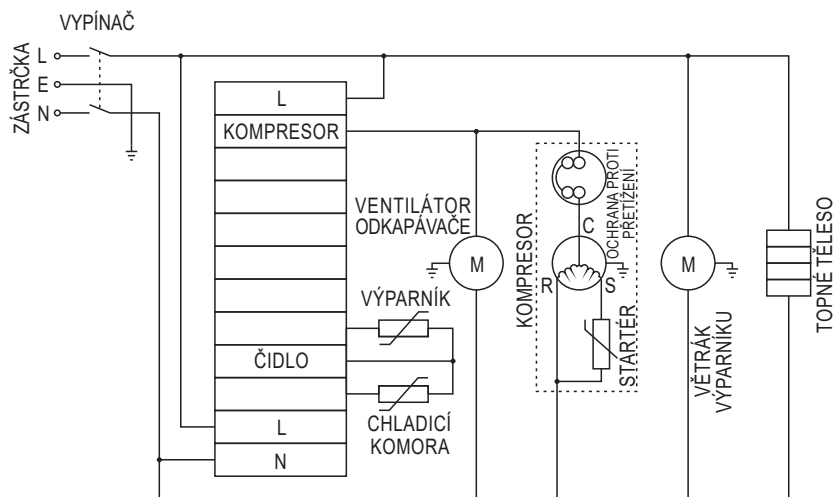 VYPÍNAČ
ZÁSTRČKA
L
E
N
L
KOMPRESOR
VENTILÁTOR
ODKAPÁVAČE
M
VÝPARNÍK
ČIDLO
CHLADICÍ
KOMORA
L
N
KOMPRESOR
OCHRANA PROTI
PŘETÍŽENÍ
C
R
S
STARTÉR
M
VĚTRÁK
VÝPARNÍKU
TOPNÉ TĚLESO